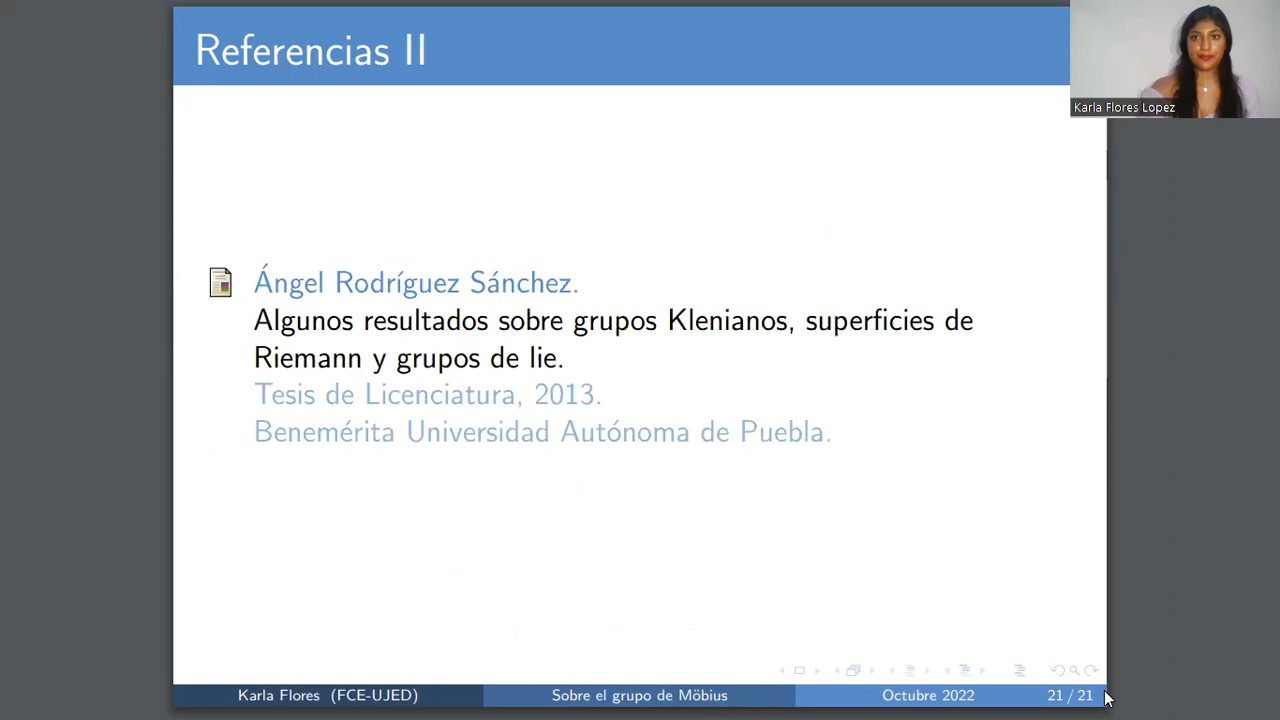 Referencias II
Karla Flores Lopez
Ángel Rodríguez Sánchez.
Algunos resultados sobre grupos Klenianos, superficies de
Riemann y grupos de lie.
Tesis de Licenciatura, 2013.
Benemérita Universidad Autónoma de Puebla.
Karla Flores (FCE-UJED)
Sobre el grupo de Möbius
Octubre 2022
21 / 21